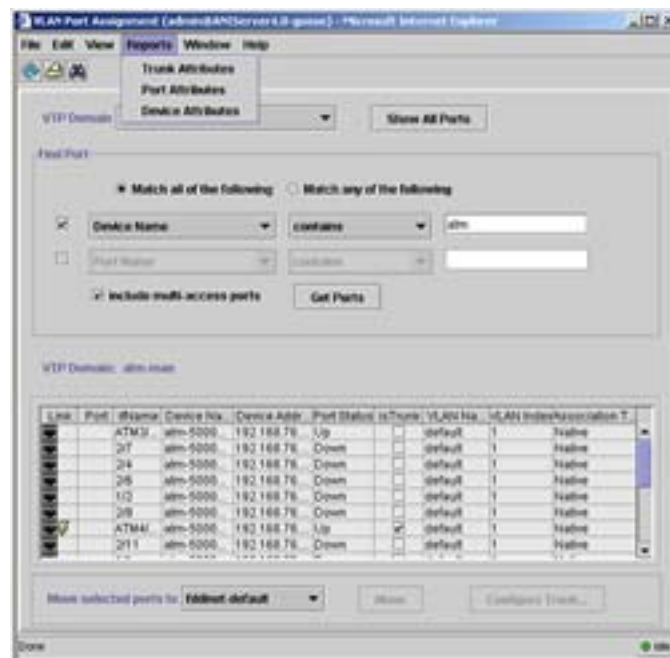 VLAN Port Assignment (admin@ANIServer4.0-goose) - Microsoft Internet Explorer
File Edit View Reports Window Help
Trunk Attributes
Port Attributes
Device Attributes
VTP Domain
Show All Ports
Find Port
Match all of the following
Match any of the following
Device Name
contains
atm
Port Status
contains
include multi-access ports
Get Ports
VTP Domain: atm-main
Link Port ifName Device Na... Device Addr... Port Status isTrunk VLAN Na... VLAN Index Association T...
ATM3/... atm-5000... 192.168.76... Up default 1 Native
2/7 atm-5000... 192.168.76... Down default 1 Native
2/4 atm-5000... 192.168.76... Down default 1 Native
2/6 atm-5000... 192.168.76... Down default 1 Native
1/2 atm-5000... 192.168.76... Down default 1 Native
2/9 atm-5000... 192.168.76... Down default 1 Native
ATM4/... atm-5000... 192.168.76... Up default 1 Native
2/11 atm-5000... 192.168.76... Down default 1 Native
Move selected ports to fddinet-default
Move
Configure Trunk...
Done